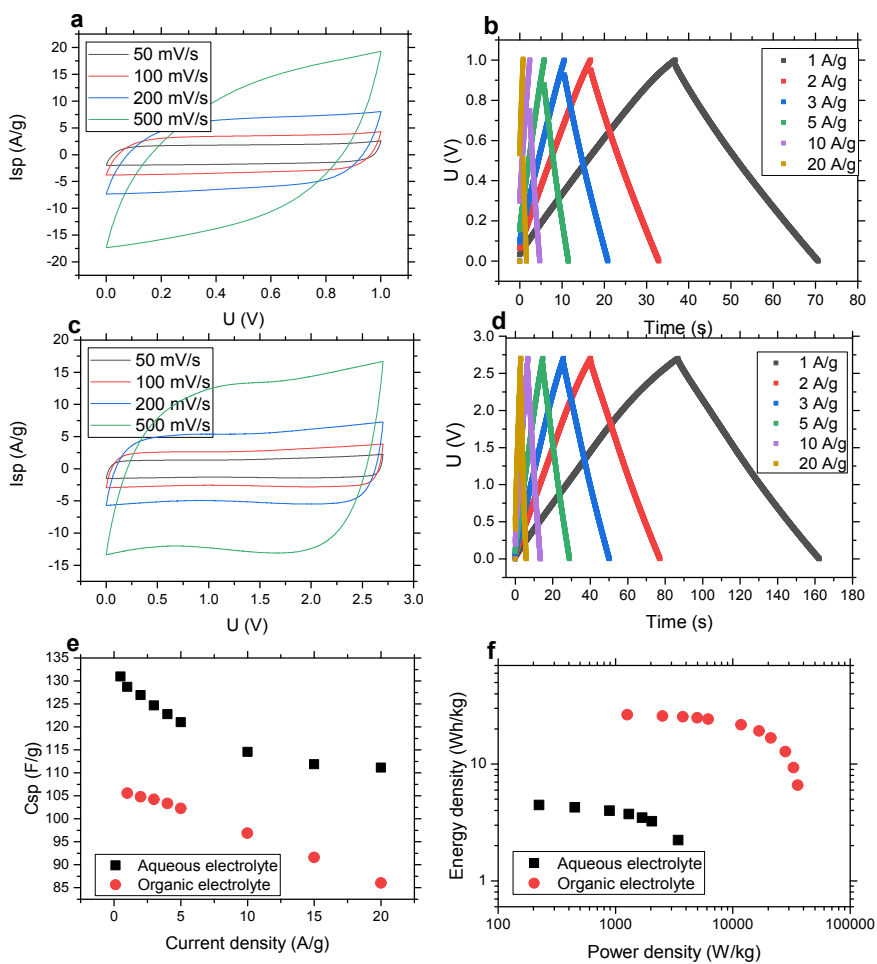 a
20
15
10
5
0
-5
-10
-15
-20
Isp (A/g)
50 mV/s
100 mV/s
200 mV/s
500 mV/s
0.0 0.2 0.4 0.6 0.8 1.0
U (V)
b
1.0
0.8
0.6
0.4
0.2
0.0
U (V)
1 A/g
2 A/g
3 A/g
5 A/g
10 A/g
20 A/g
0 10 20 30 40 50 60 70 80
Time (s)
c
20
15
10
5
0
-5
-10
-15
Isp (A/g)
50 mV/s
100 mV/s
200 mV/s
500 mV/s
0.0 0.5 1.0 1.5 2.0 2.5 3.0
U (V)
d
3.0
2.5
2.0
1.5
1.0
0.5
0.0
U (V)
1 A/g
2 A/g
3 A/g
5 A/g
10 A/g
20 A/g
0 20 40 60 80 100 120 140 160 180
Time (s)
e
135
130
125
120
115
110
105
100
95
90
85
Csp (F/g)
Aqueous electrolyte
Organic electrolyte
0 5 10 15 20
Current density (A/g)
f
10
1
Energy density (Wh/kg)
Aqueous electrolyte
Organic electrolyte
100 1000 10000 100000
Power density (W/kg)